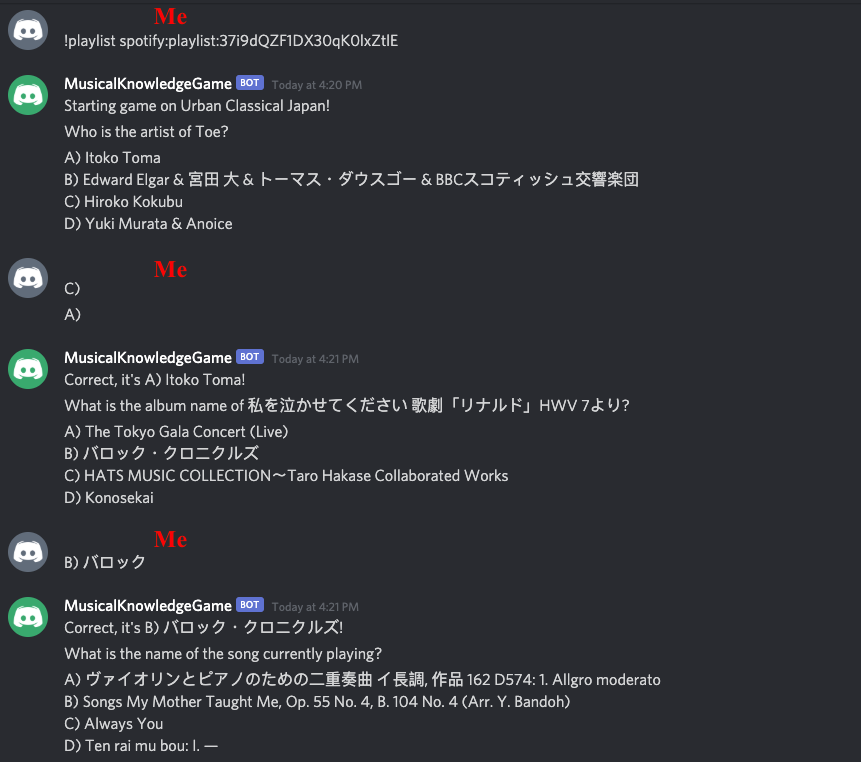 Me
!playlist spotify:playlist:37i9dQZF1DX30qK0lxZtlE
MusicalKnowledgeGame BOT Today at 4:20 PM
Starting game on Urban Classical Japan!
Who is the artist of Toe?
A) Itoko Toma
B) Edward Elgar & 宮田 大 & トーマス・ダウスゴー & BBCスコティッシュ交響楽団
C) Hiroko Kokubu
D) Yuki Murata & Anoice
Me
C)
A)
MusicalKnowledgeGame BOT Today at 4:21 PM
Correct, it's A) Itoko Toma!
What is the album name of 私を泣かせてください 歌劇「リナルド」HWV 7より?
A) The Tokyo Gala Concert (Live)
B) バロック・クロニクルズ
C) HATS MUSIC COLLECTION～Taro Hakase Collaborated Works
D) Konosekai
Me
B) バロック
MusicalKnowledgeGame BOT Today at 4:21 PM
Correct, it's B) バロック・クロニクルズ!
What is the name of the song currently playing?
A) ヴァイオリンとピアノのための二重奏曲 イ長調, 作品 162 D574: 1. Allgro moderato
B) Songs My Mother Taught Me, Op. 55 No. 4, B. 104 No. 4 (Arr. Y. Bandoh)
C) Always You
D) Ten rai mu bou: I. —